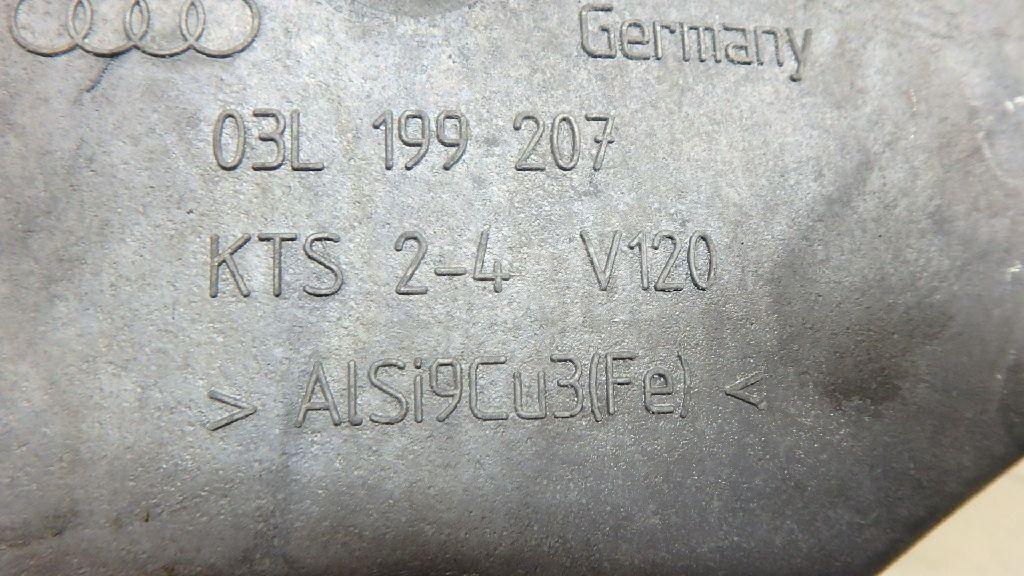 Germany
03L 199 207
KTS 2-4 V120
> AlSi9Cu3(Fe) <